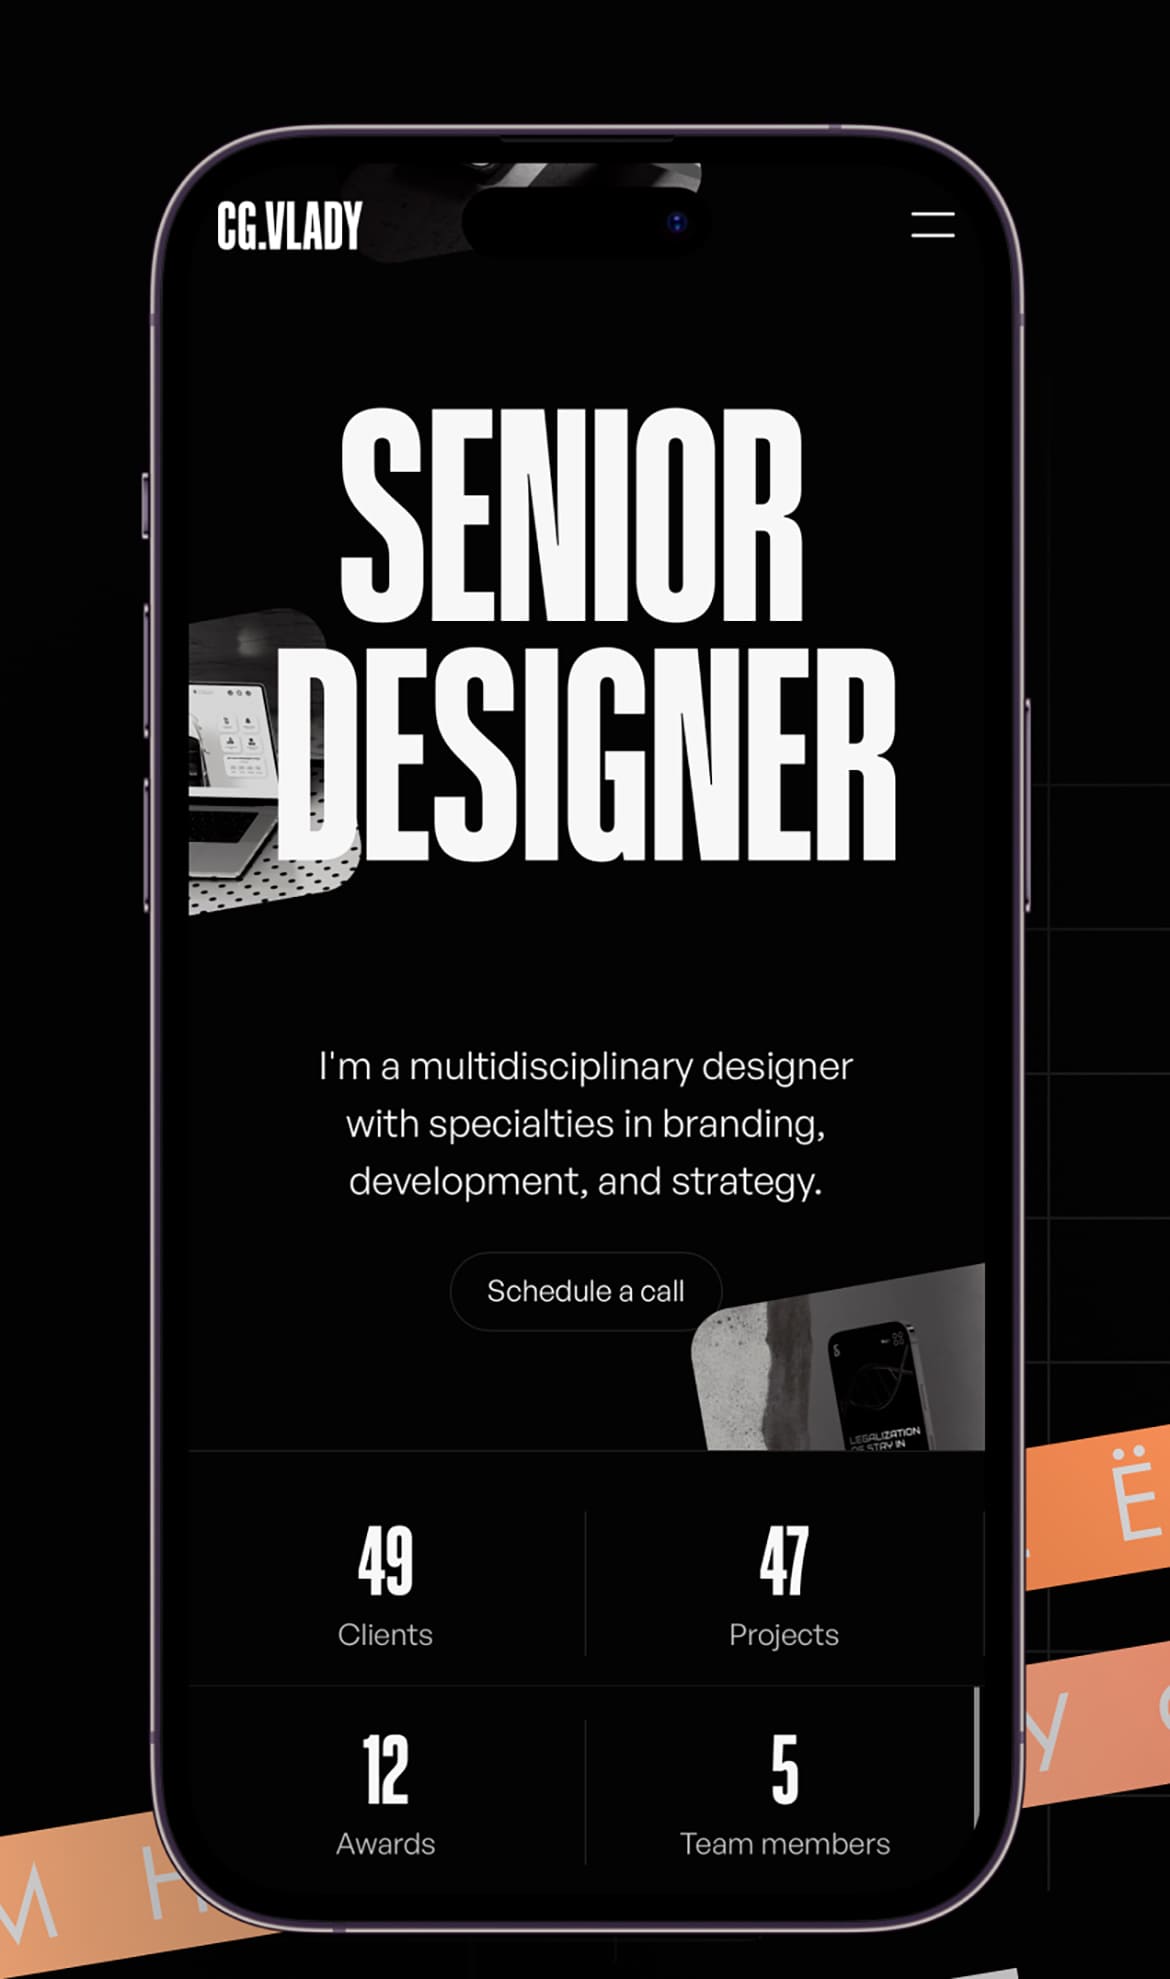 CG.VLADY
SENIOR
DESIGNER
I'm a multidisciplinary designer
with specialties in branding,
development, and strategy.
Schedule a call
LEGALIZATION
OF STAY IN
49
47
Clients
Projects
Ё
12
5
У
Awards
Team members
М Н